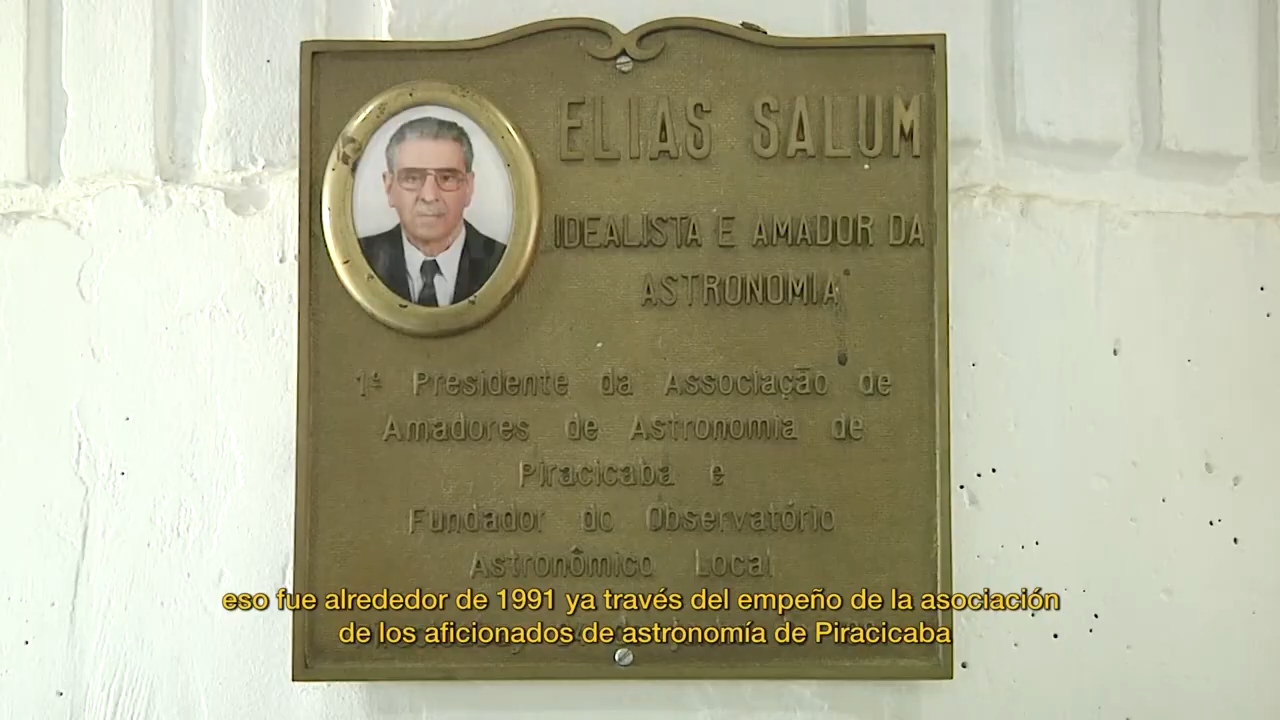 ELIAS SALUM
IDEALISTA E AMADOR DA
ASTRONOMIA
1º Presidente da Associação de
Amadores de Astronomia de
Piracicaba e
Fundador do Observatório
Astronômico Local
eso fue alrededor de 1991 ya través del empeño de la asociación
de los aficionados de astronomía de Piracicaba